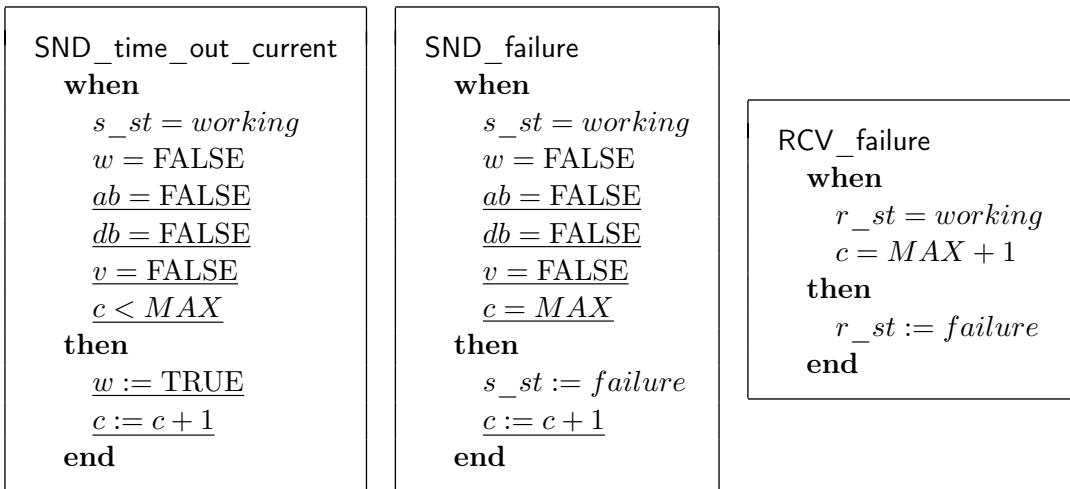 SND_time_out_current
when
s_st = working
w = FALSE
ab = FALSE
db = FALSE
v = FALSE
c < MAX
then
w := TRUE
c := c + 1
end
SND_failure
when
s_st = working
w = FALSE
ab = FALSE
db = FALSE
v = FALSE
c = MAX
then
s_st := failure
c := c + 1
end
RCV_failure
when
r_st = working
c = MAX + 1
then
r_st := failure
end